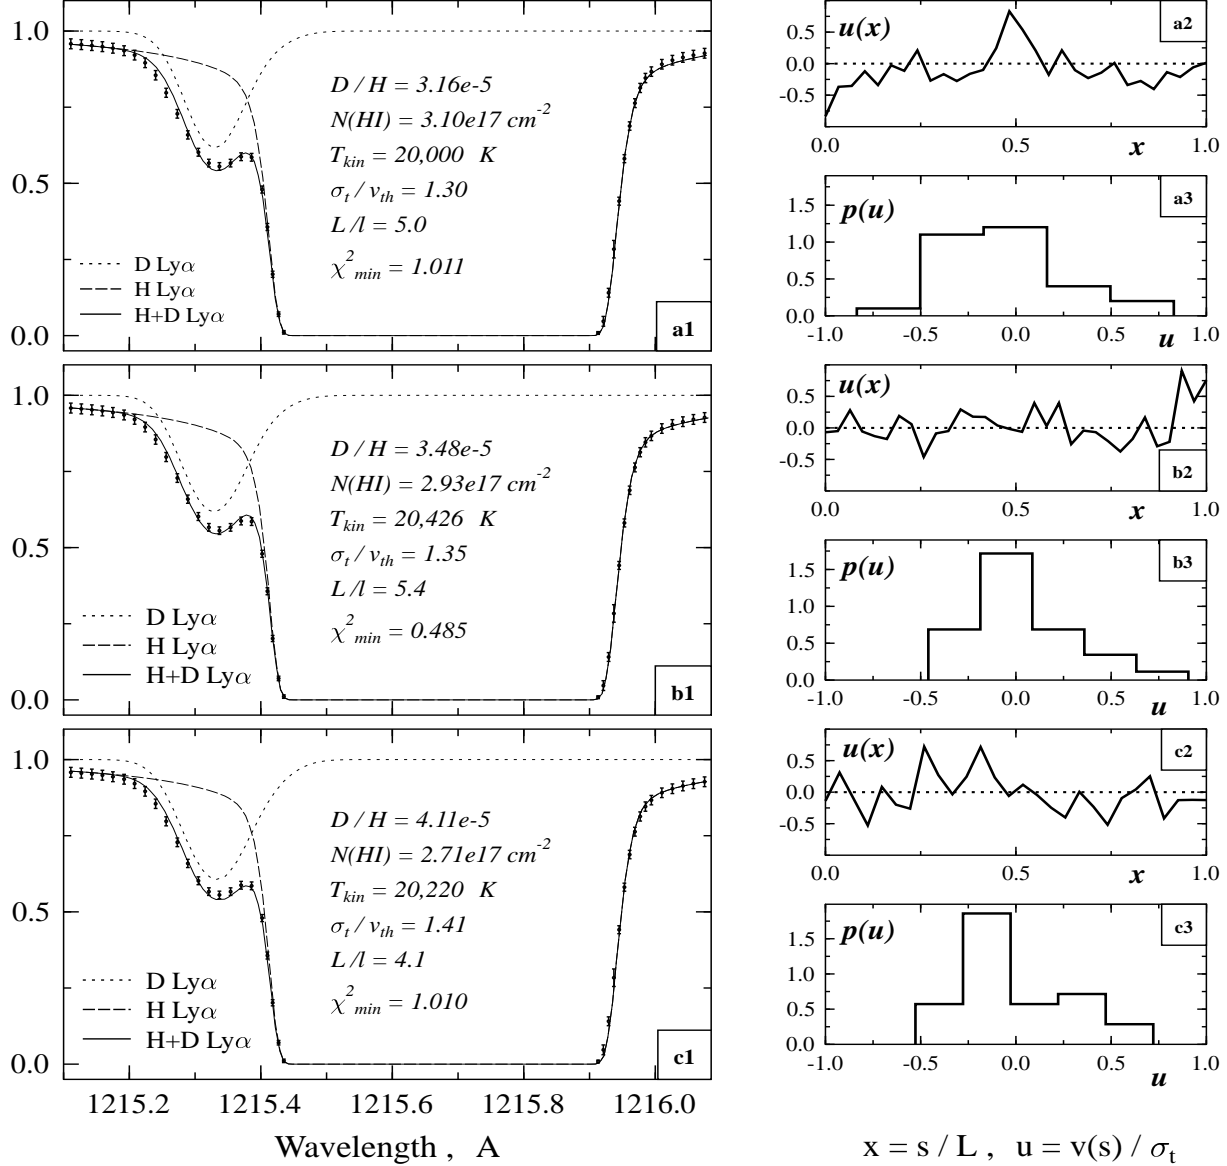 1.0
0.5
0.0
D / H = 3.16e-5
N(HI) = 3.10e17 cm⁻²
T_kin = 20,000 K
σ_t / v_th = 1.30
L / l = 5.0
χ²_min = 1.011
D Lyα
H Lyα
H+D Lyα
a1
u(x)
a2
0.5
0.0
-0.5
0.0 0.5 1.0
x
p(u)
a3
1.5
1.0
0.5
0.0
-1.0 -0.5 0.0 0.5 1.0
u
1.0
0.5
0.0
D / H = 3.48e-5
N(HI) = 2.93e17 cm⁻²
T_kin = 20,426 K
σ_t / v_th = 1.35
L / l = 5.4
χ²_min = 0.485
D Lyα
H Lyα
H+D Lyα
b1
u(x)
b2
0.5
0.0
-0.5
0.0 0.5 1.0
x
p(u)
b3
1.5
1.0
0.5
0.0
-1.0 -0.5 0.0 0.5 1.0
u
1.0
0.5
0.0
D / H = 4.11e-5
N(HI) = 2.71e17 cm⁻²
T_kin = 20,220 K
σ_t / v_th = 1.41
L / l = 4.1
χ²_min = 1.010
D Lyα
H Lyα
H+D Lyα
c1
u(x)
c2
0.5
0.0
-0.5
0.0 0.5 1.0
x
p(u)
c3
1.5
1.0
0.5
0.0
-1.0 -0.5 0.0 0.5 1.0
u
1215.2 1215.4 1215.6 1215.8 1216.0
Wavelength , A
x = s / L , u = v(s) / σ_t